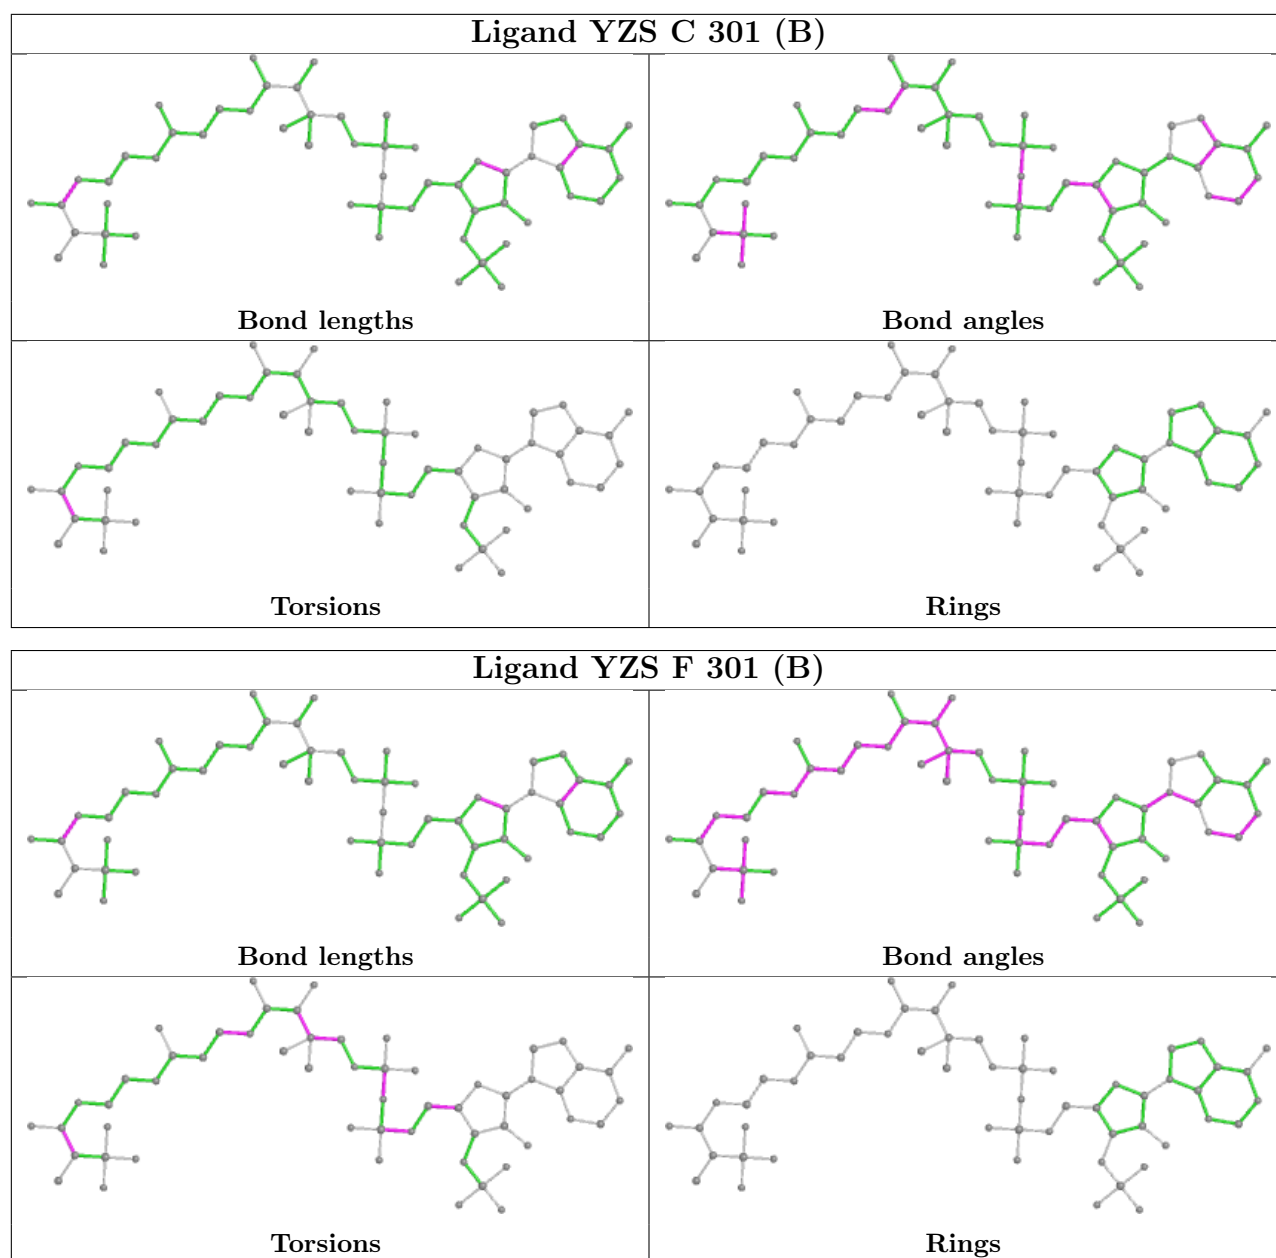 Ligand YZS C 301 (B)
Bond lengths
Bond angles
Torsions
Rings
Ligand YZS F 301 (B)
Bond lengths
Bond angles
Torsions
Rings